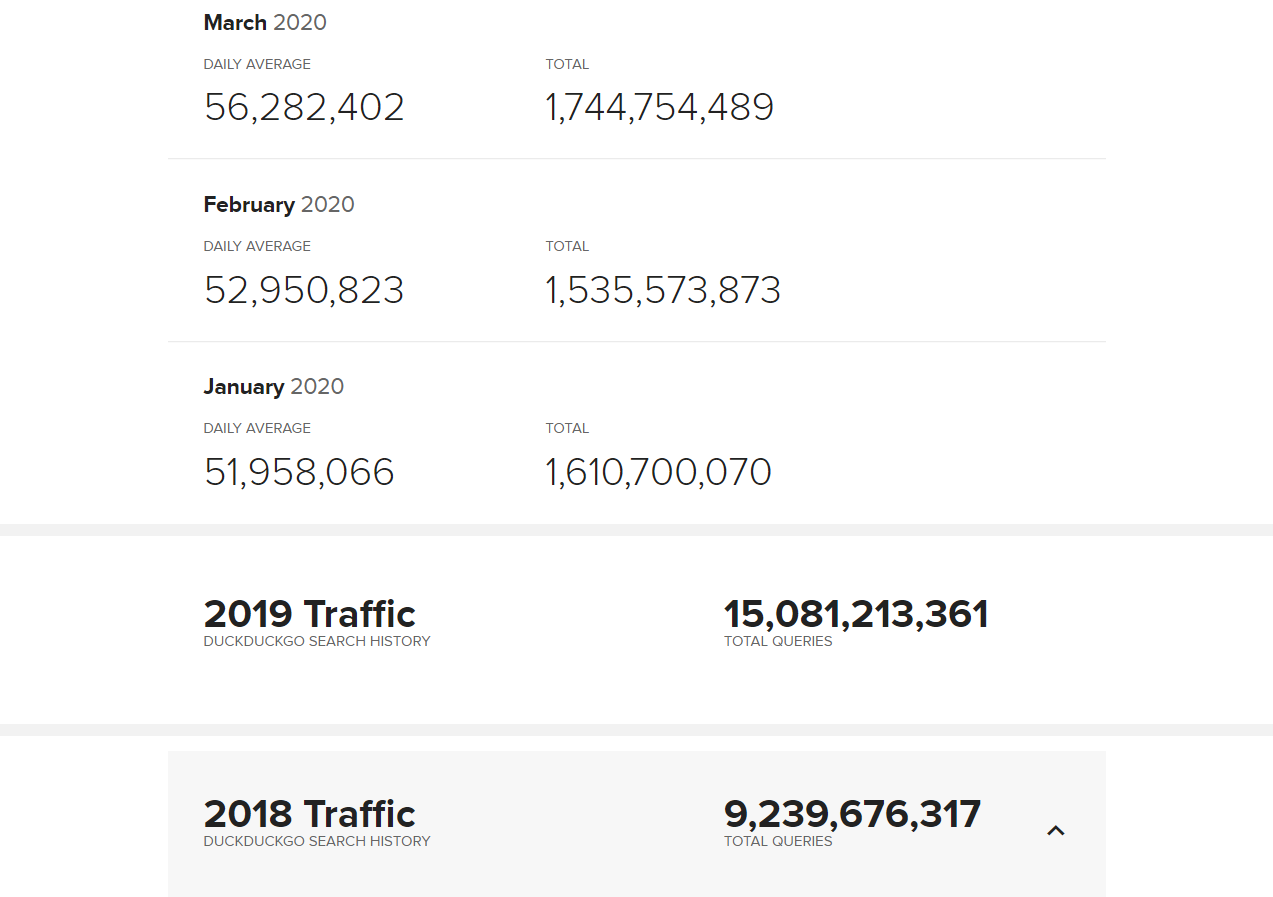 March 2020
DAILY AVERAGE TOTAL
56,282,402 1,744,754,489
February 2020
DAILY AVERAGE TOTAL
52,950,823 1,535,573,873
January 2020
DAILY AVERAGE TOTAL
51,958,066 1,610,700,070
2019 Traffic 15,081,213,361
DUCKDUCKGO SEARCH HISTORY TOTAL QUERIES
2018 Traffic 9,239,676,317
DUCKDUCKGO SEARCH HISTORY TOTAL QUERIES